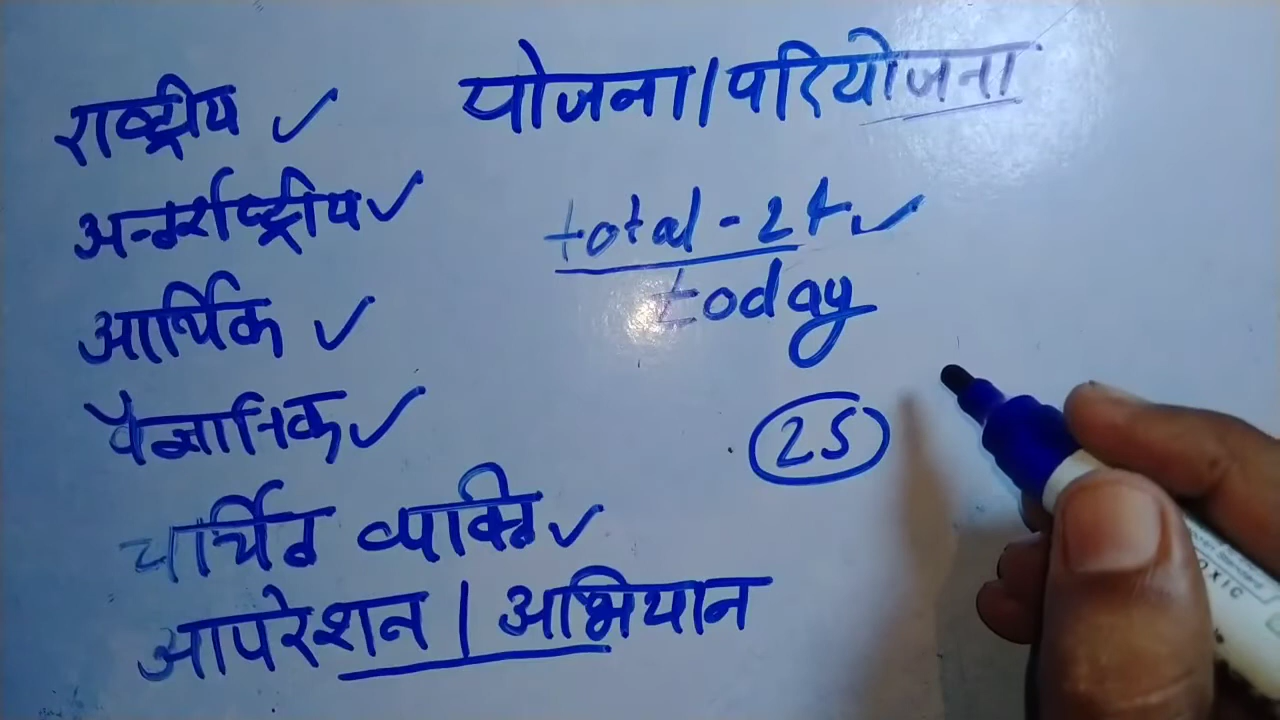 राष्ट्रीय ✓
अन्तर्राष्ट्रीय ✓
आर्थिक ✓
वैज्ञानिक ✓
चर्चित व्यक्ति ✓
आपरेशन | अभियान
योजना | परियोजना
total - 24 ✓
today
25